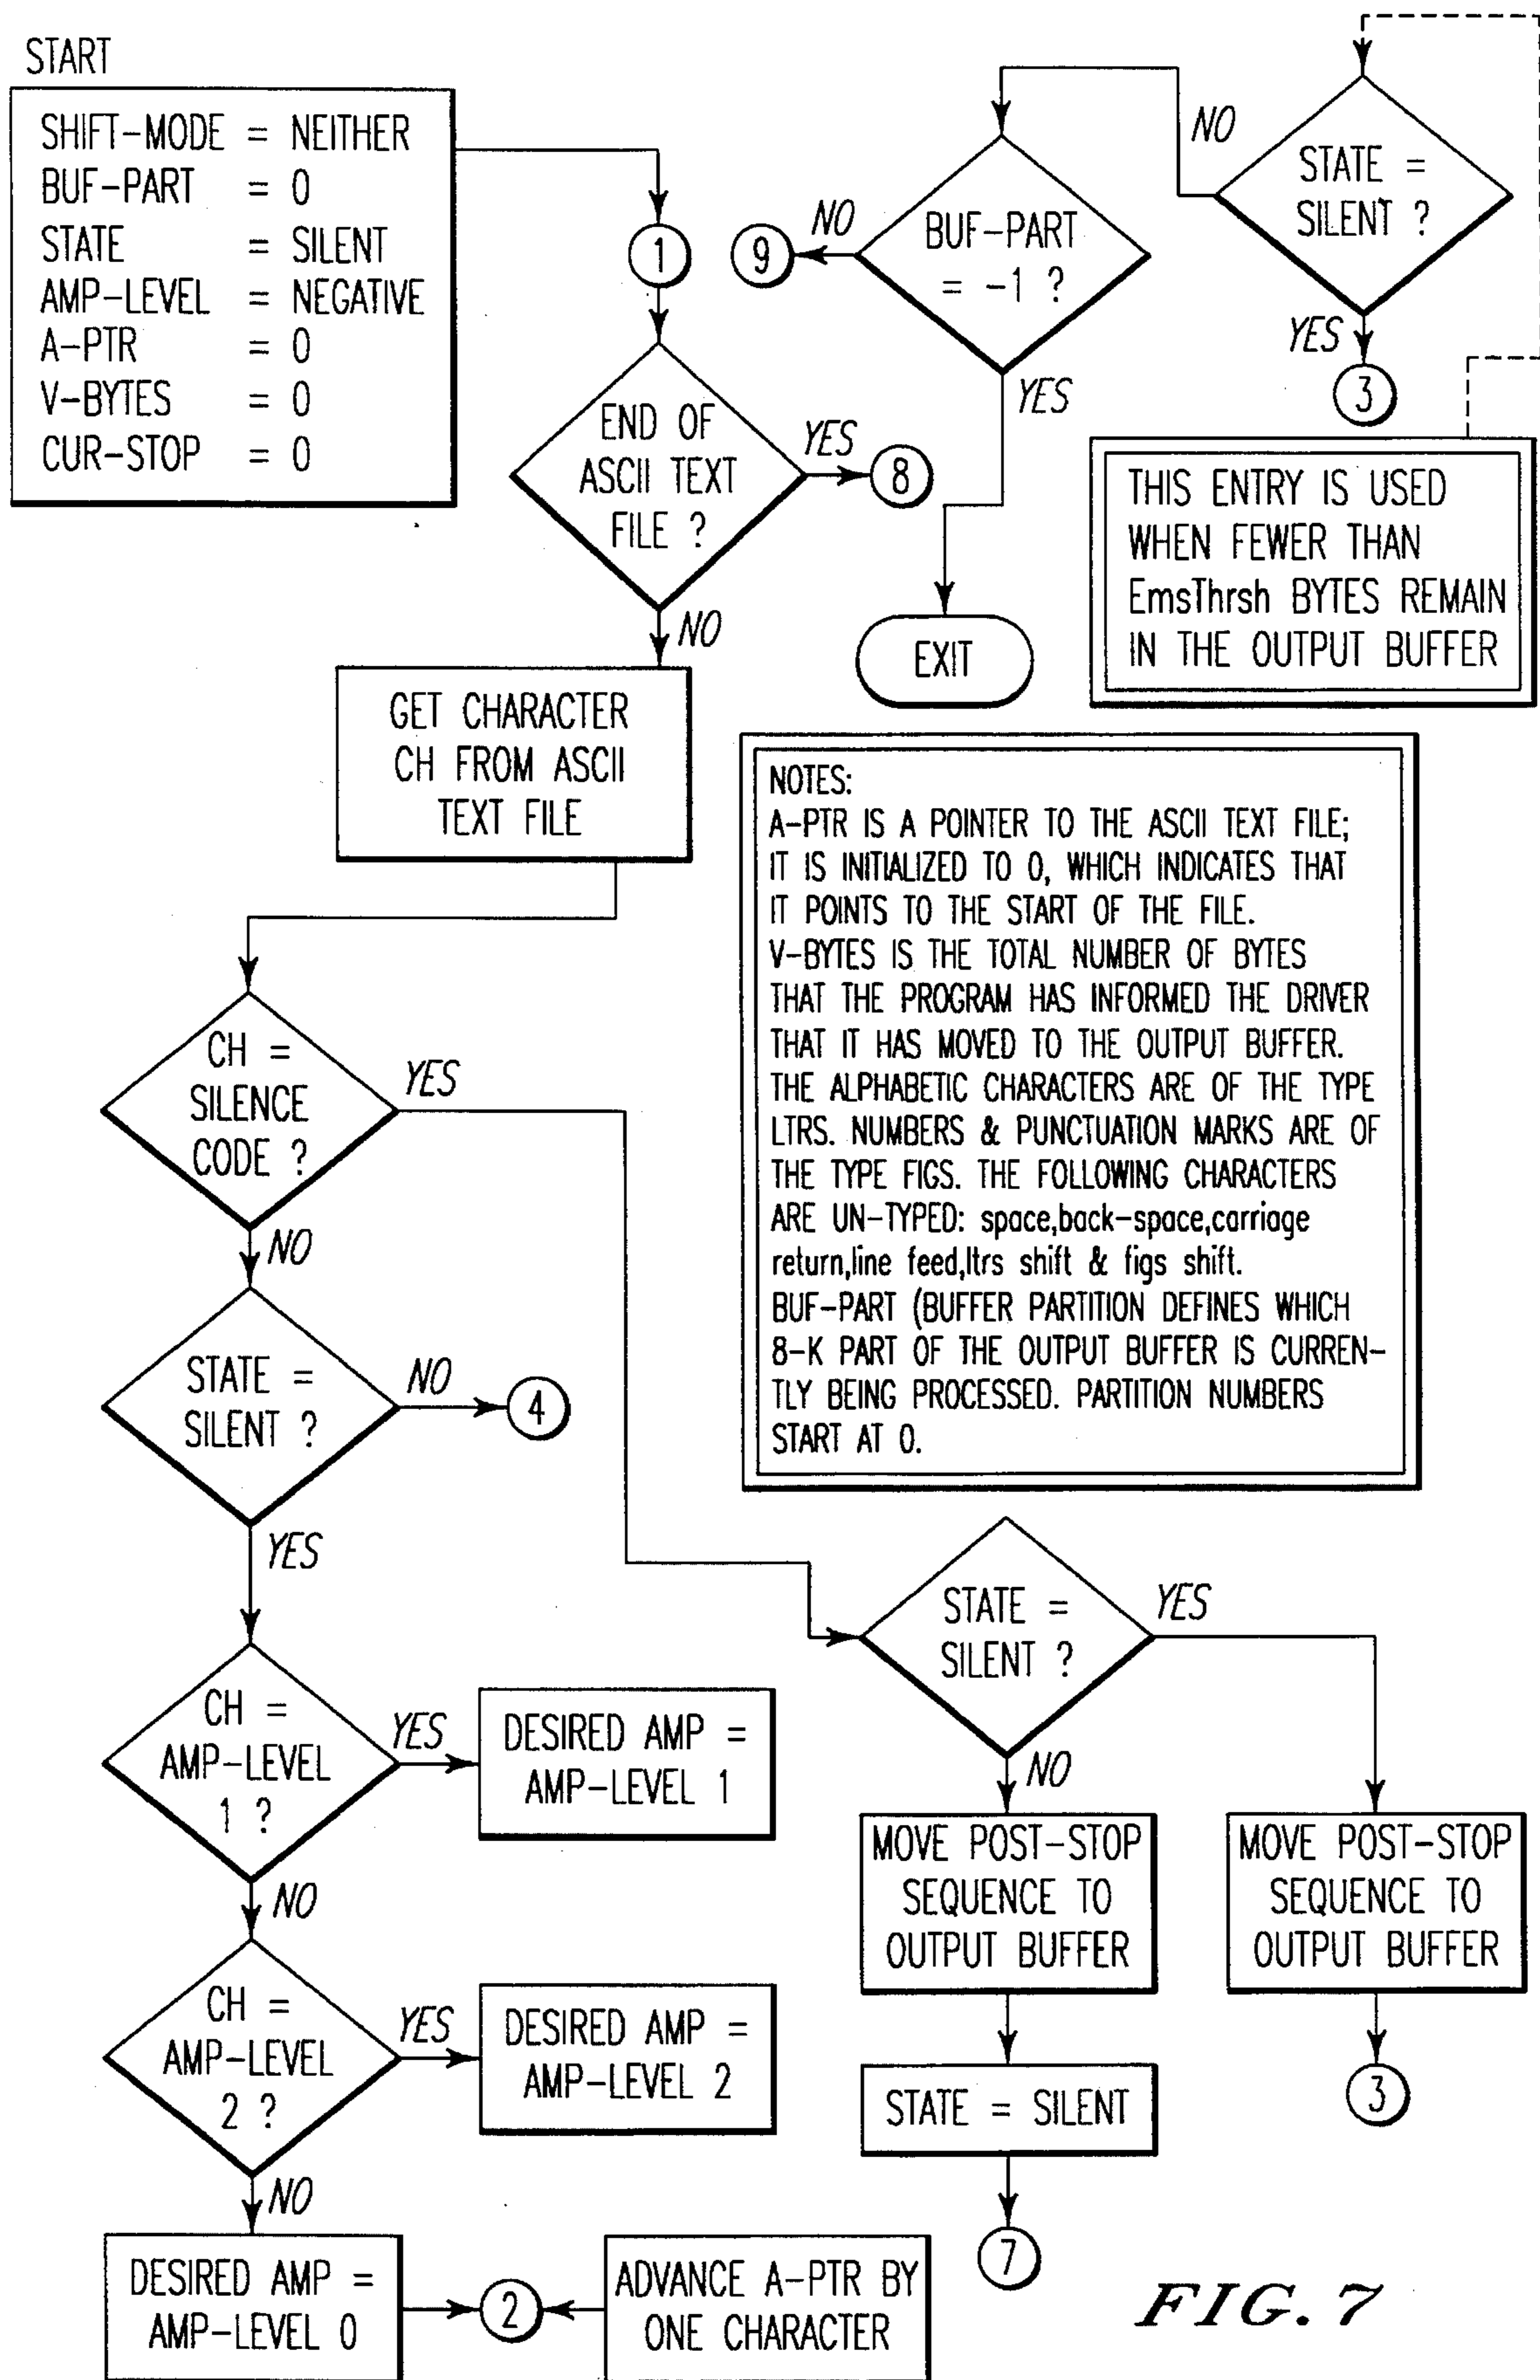 START
SHIFT-MODE = NEITHER
BUF-PART = 0
STATE = SILENT
AMP-LEVEL = NEGATIVE
A-PTR = 0
V-BYTES = 0
CUR-STOP = 0
1
END OF
ASCII TEXT
FILE ?
YES
8
NO
GET CHARACTER
CH FROM ASCII
TEXT FILE
STATE =
SILENT ?
NO
YES
3
BUF-PART
= -1 ?
NO
9
YES
EXIT
THIS ENTRY IS USED
WHEN FEWER THAN
EmsThrsh BYTES REMAIN
IN THE OUTPUT BUFFER
NOTES:
A-PTR IS A POINTER TO THE ASCII TEXT FILE;
IT IS INITIALIZED TO 0, WHICH INDICATES THAT
IT POINTS TO THE START OF THE FILE.
V-BYTES IS THE TOTAL NUMBER OF BYTES
THAT THE PROGRAM HAS INFORMED THE DRIVER
THAT IT HAS MOVED TO THE OUTPUT BUFFER.
THE ALPHABETIC CHARACTERS ARE OF THE TYPE
LTRS. NUMBERS & PUNCTUATION MARKS ARE OF
THE TYPE FIGS. THE FOLLOWING CHARACTERS
ARE UN-TYPED: space,back-space,carriage
return,line feed,ltrs shift & figs shift.
BUF-PART (BUFFER PARTITION DEFINES WHICH
8-K PART OF THE OUTPUT BUFFER IS CURREN-
TLY BEING PROCESSED. PARTITION NUMBERS
START AT 0.
CH =
SILENCE
CODE ?
YES
NO
STATE =
SILENT ?
NO
4
YES
CH =
AMP-LEVEL
1 ?
YES
DESIRED AMP =
AMP-LEVEL 1
NO
CH =
AMP-LEVEL
2 ?
YES
DESIRED AMP =
AMP-LEVEL 2
NO
DESIRED AMP =
AMP-LEVEL 0
2
ADVANCE A-PTR BY
ONE CHARACTER
STATE =
SILENT ?
YES
NO
MOVE POST-STOP
SEQUENCE TO
OUTPUT BUFFER
STATE = SILENT
7
MOVE POST-STOP
SEQUENCE TO
OUTPUT BUFFER
3
FIG. 7